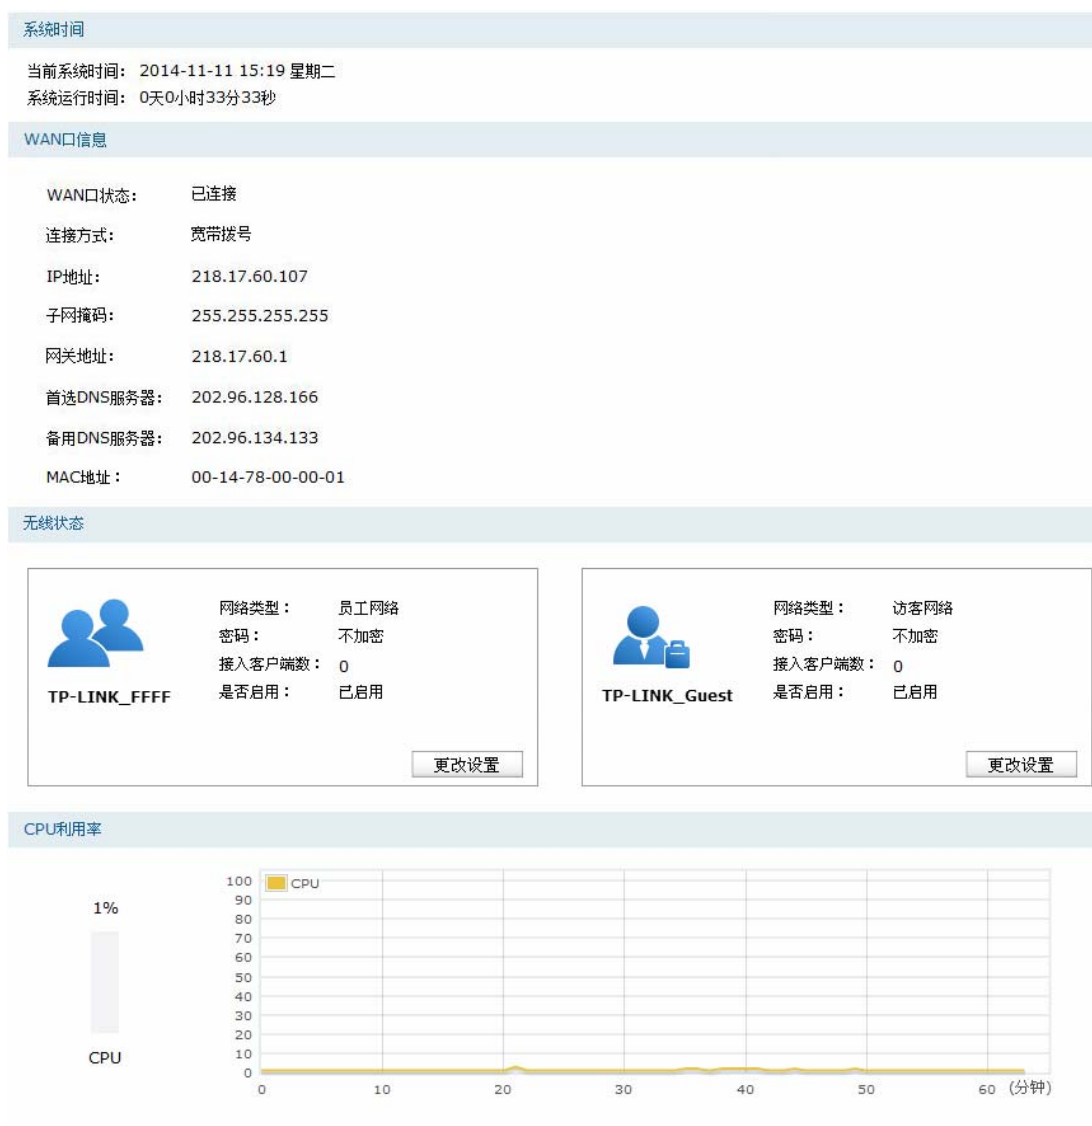 系统时间
当前系统时间： 2014-11-11 15:19 星期二
系统运行时间： 0天0小时33分33秒
WAN口信息
WAN口状态： 已连接
连接方式： 宽带拨号
IP地址： 218.17.60.107
子网掩码： 255.255.255.255
网关地址： 218.17.60.1
首选DNS服务器： 202.96.128.166
备用DNS服务器： 202.96.134.133
MAC地址： 00-14-78-00-00-01
无线状态
网络类型： 员工网络
密码： 不加密
接入客户端数： 0
是否启用： 已启用
TP-LINK_FFFF
更改设置
网络类型： 访客网络
密码： 不加密
接入客户端数： 0
是否启用： 已启用
TP-LINK_Guest
更改设置
CPU利用率
1%
CPU
CPU
100
90
80
70
60
50
40
30
20
10
0
0 10 20 30 40 50 60 (分钟)